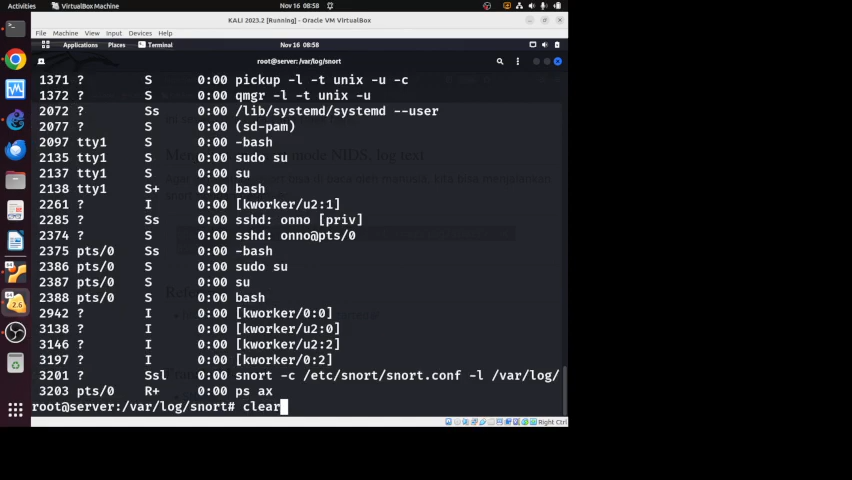 Activities VirtualBox Machine Nov 16 08:58
KALI 2023.2 [Running] - Oracle VM VirtualBox
File Machine View Input Devices Help
Applications Places Terminal Nov 16 08:58
root@server:/var/log/snort
1371 ? S 0:00 pickup -l -t unix -u -c
1372 ? S 0:00 qmgr -l -t unix -u
2072 ? Ss 0:00 /lib/systemd/systemd --user
2077 ? S 0:00 (sd-pam)
2097 tty1 S 0:00 -bash
2135 tty1 S 0:00 sudo su
2137 tty1 S 0:00 su
2138 tty1 S+ 0:00 bash
2261 ? I 0:00 [kworker/u2:1]
2285 ? Ss 0:00 sshd: onno [priv]
2374 ? S 0:00 sshd: onno@pts/0
2375 pts/0 Ss 0:00 -bash
2386 pts/0 S 0:00 sudo su
2387 pts/0 S 0:00 su
2388 pts/0 S 0:00 bash
2942 ? I 0:00 [kworker/0:0]
3138 ? I 0:00 [kworker/u2:0]
3146 ? I 0:00 [kworker/u2:2]
3197 ? I 0:00 [kworker/0:2]
3201 ? Ssl 0:00 snort -c /etc/snort/snort.conf -l /var/log/
3203 pts/0 R+ 0:00 ps ax
root@server:/var/log/snort# clear
mode NIDS, log text
Right Ctrl